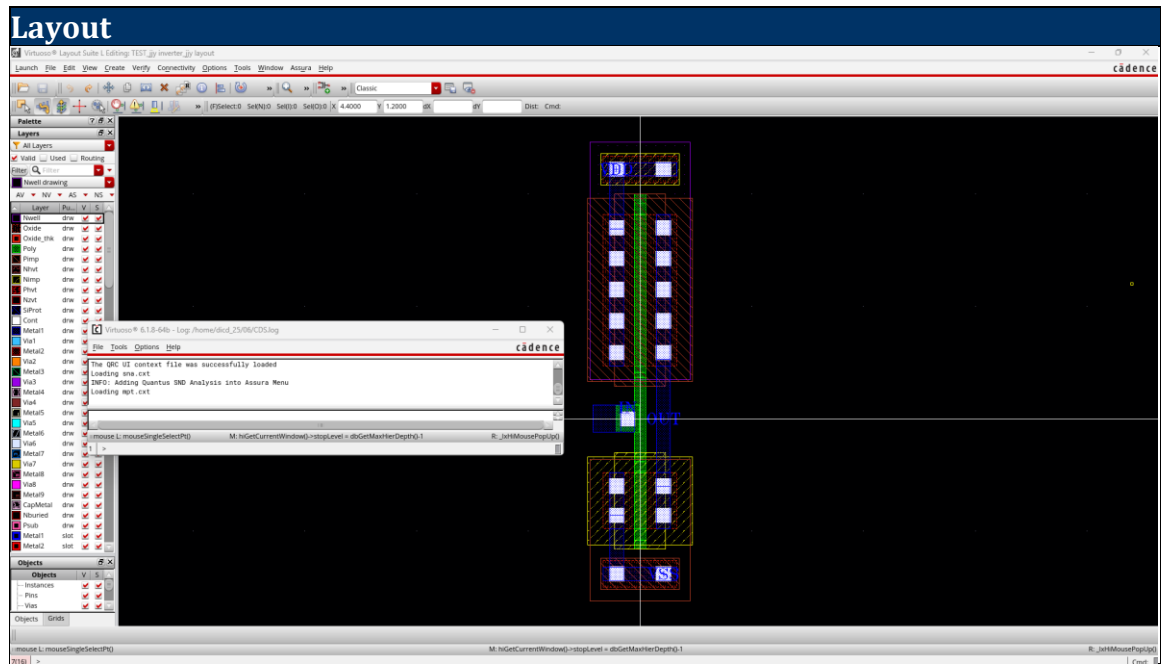 Layout
Virtuoso® Layout Suite L Editing: TEST_jjy inverter_jjy layout
Launch File Edit View Create Verify Connectivity Options Tools Window Assura Help
cādence
Classic
(F)Select:0 Sel(N):0 Sel(I):0 Sel(O):0 X 4.4000 Y 1.2000 dX dY Dist: Cmd:
Palette
Layers
All Layers
Valid Used Routing
Filter Filter
Nwell drawing
AV NV AS NS
Layer Pu... V S
Nwell drw
Oxide drw
Oxide_thk drw
Poly drw
Pimp drw
Nhvt drw
Nimp drw
Phvt drw
Nzvt drw
SiProt drw
Cont drw
Metal1 drw
Via1 drw
Metal2 drw
Via2 drw
Metal3 drw
Via3 drw
Metal4 drw
Via4 drw
Metal5 drw
Via5 drw
Metal6 drw
Via6 drw
Metal7 drw
Via7 drw
Metal8 drw
Via8 drw
Metal9 drw
CapMetal drw
Nburied drw
Psub drw
Metal1 slot
Metal2 slot
Virtuoso® 6.1.8-64b - Log: /home/dicd_25/06/CDS.log
File Tools Options Help
cādence
The QRC UI context file was successfully loaded
Loading sna.cxt
INFO: Adding Quantus SND Analysis into Assura Menu
Loading mpt.cxt
mouse L: mouseSingleSelectPt() M: hiGetCurrentWindow()->stopLevel = dbGetMaxHierDepth()-1 R: _lxHiMousePopUp()
1 >
OUT
Objects
Objects V S
Instances
Pins
Vias
Objects Grids
mouse L: mouseSingleSelectPt() M: hiGetCurrentWindow()->stopLevel = dbGetMaxHierDepth()-1 R: _lxHiMousePopUp()
7(16) > Cmd: